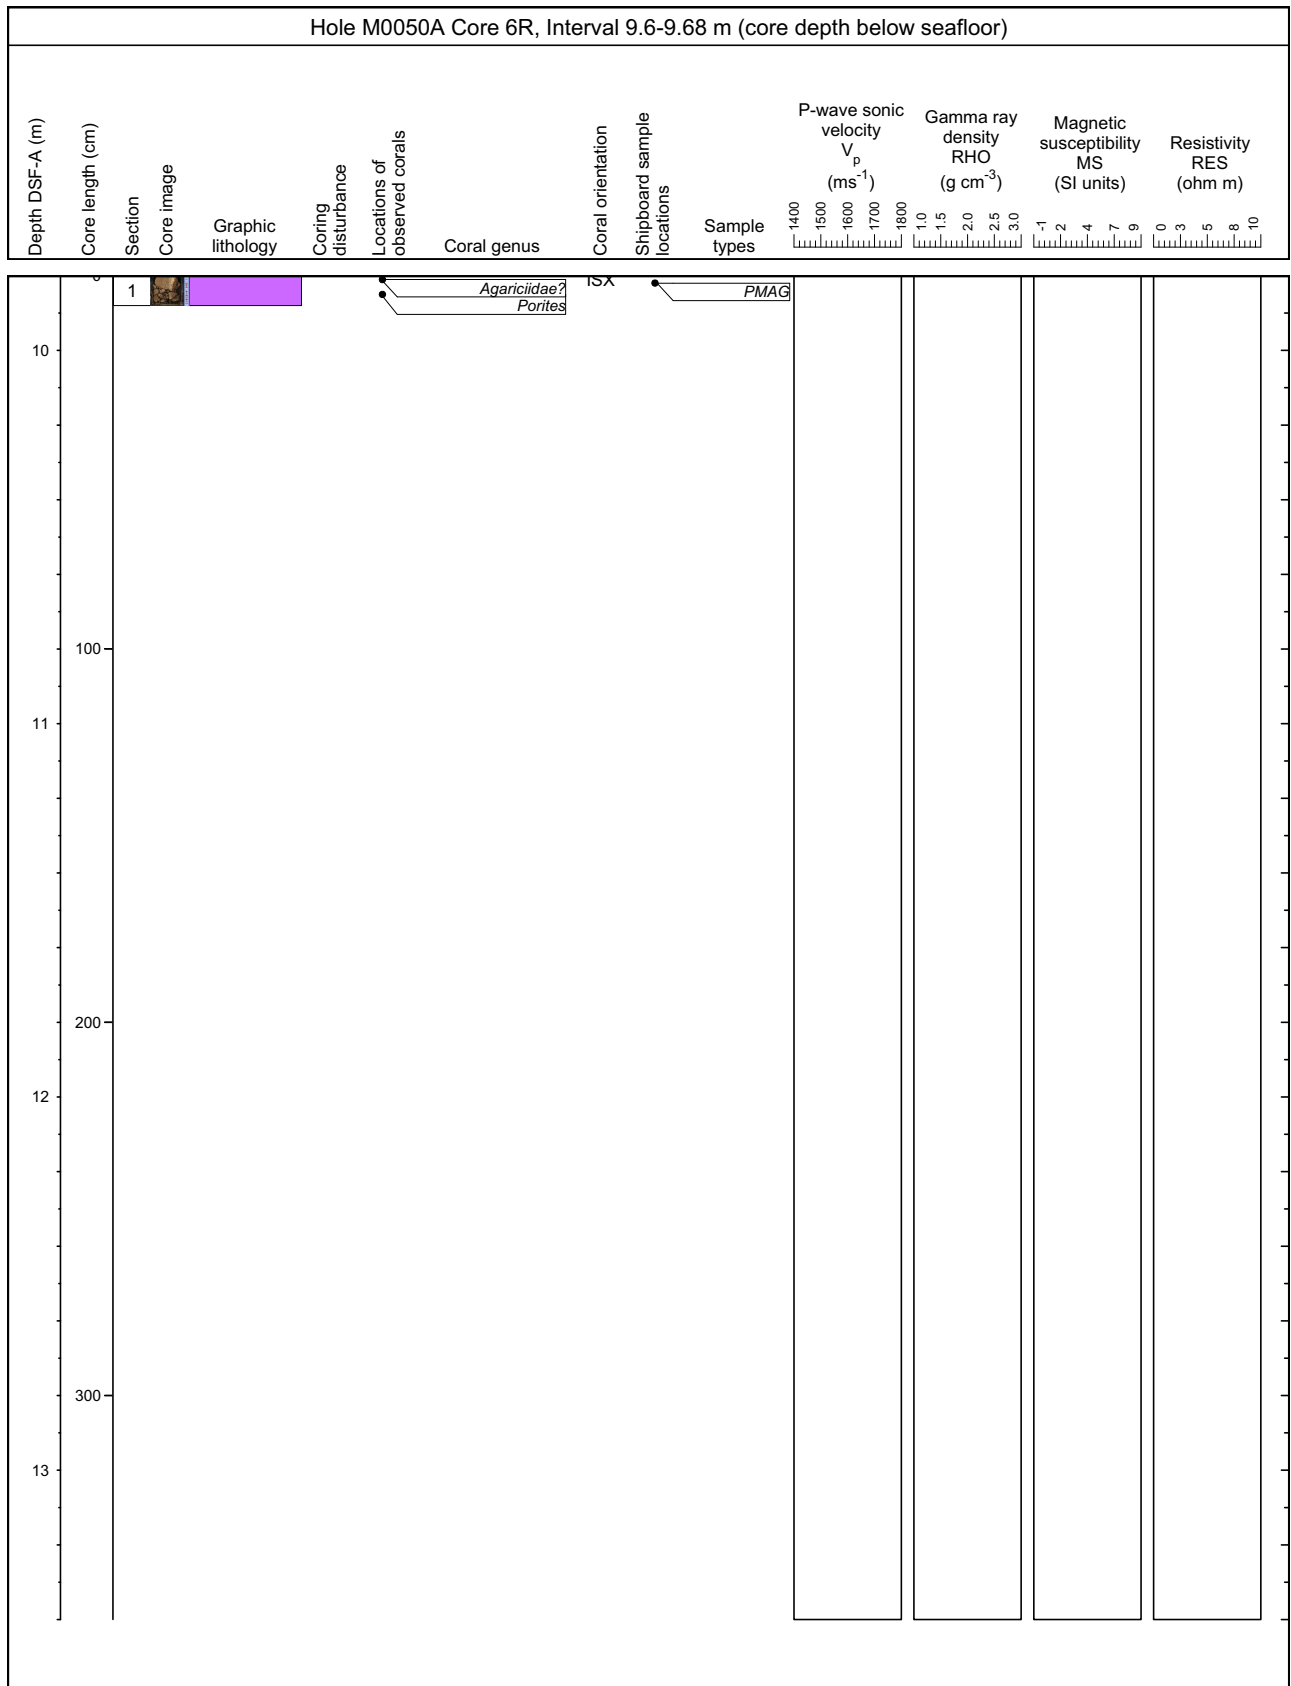 Hole M0050A Core 6R, Interval 9.6-9.68 m (core depth below seafloor)
Depth DSF-A (m)
Core length (cm)
Section
Core image
Graphic
lithology
Coring
disturbance
Locations of
observed corals
Coral genus
Coral orientation
Shipboard sample
locations
Sample
types
P-wave sonic
velocity
Vp
(ms-1)
1400 1500 1600 1700 1800
Gamma ray
density
RHO
(g cm-3)
1.0 1.5 2.0 2.5 3.0
Magnetic
susceptibility
MS
(SI units)
-1 2 4 7 9
Resistivity
RES
(ohm m)
0 3 5 8 10
0
1
Agariciidae?
Porites
ISX
PMAG
10
100
11
200
12
300
13